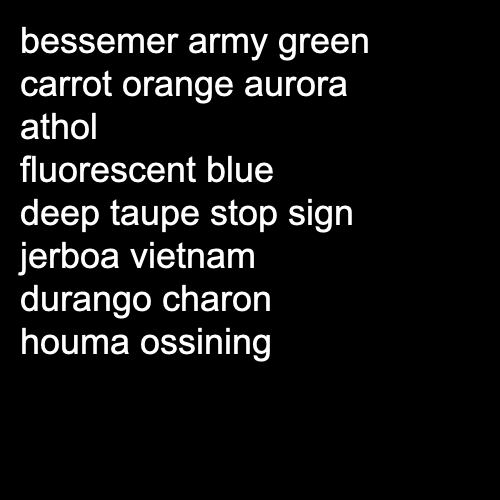 bessemer army green
carrot orange aurora
athol
fluorescent blue
deep taupe stop sign
jerboa vietnam
durango charon
houma ossining